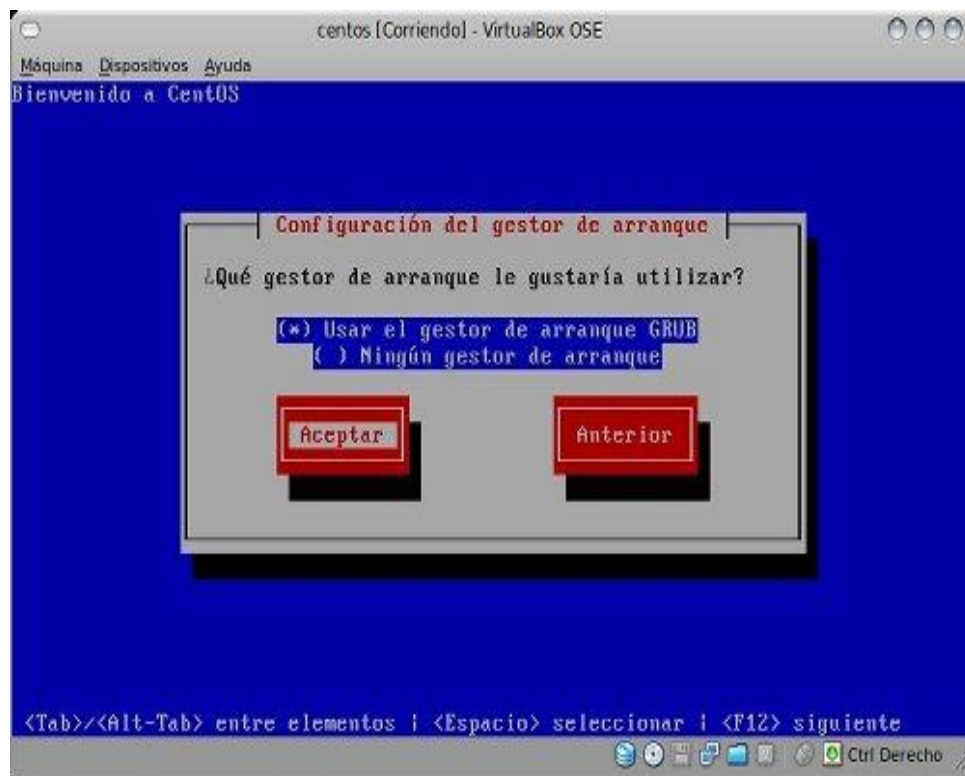 centos [Corriendo] - VirtualBox OSE
Máquina Dispositivos Ayuda
Bienvenido a CentOS
Configuración del gestor de arranque
¿Qué gestor de arranque le gustaría utilizar?
(*) Usar el gestor de arranque GRUB
( ) Ningún gestor de arranque
Aceptar Anterior
<Tab>/<Alt-Tab> entre elementos | <Espacio> seleccionar | <F12> siguiente
Ctrl Derecho